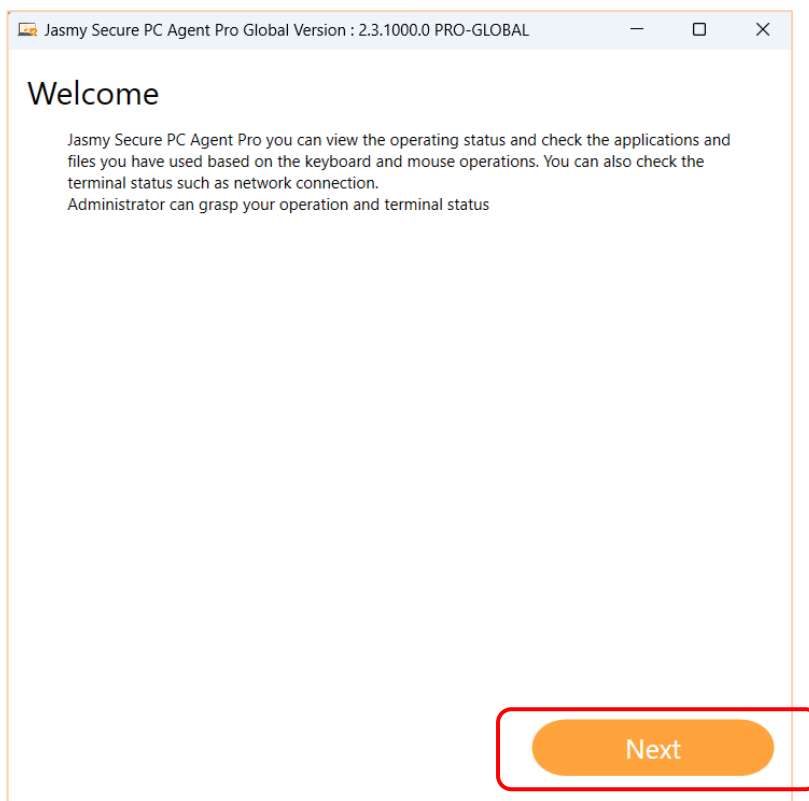 Jasmy Secure PC Agent Pro Global Version : 2.3.1000.0 PRO-GLOBAL
Welcome
Jasmy Secure PC Agent Pro you can view the operating status and check the applications and
files you have used based on the keyboard and mouse operations. You can also check the
terminal status such as network connection.
Administrator can grasp your operation and terminal status
Next